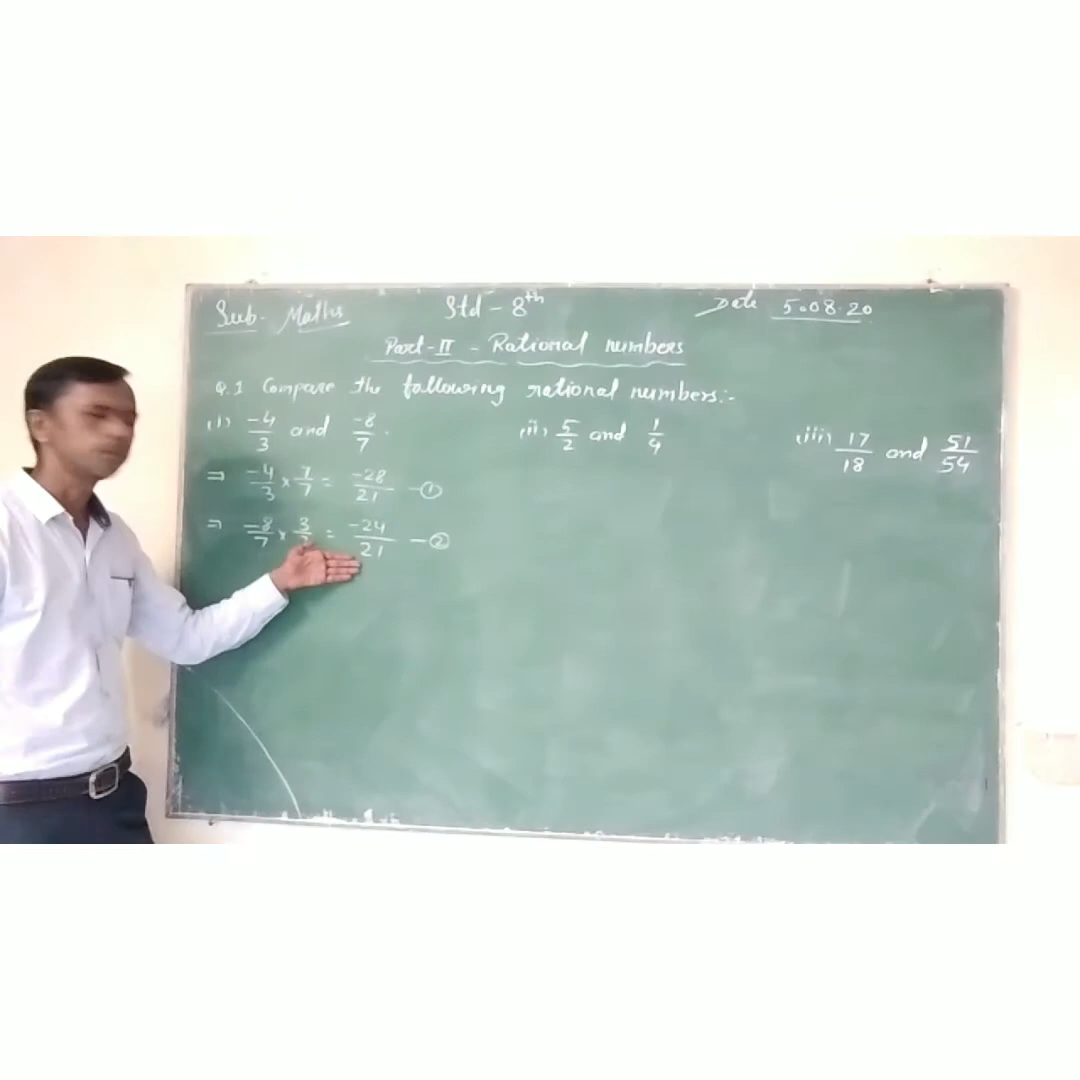 Sub. Maths Std - 8th Date 5.08.20
Part-II - Rational numbers
Q.1 Compare the following rational numbers:-
(i) -4/3 and -8/7. (ii) 5/2 and 1/4 (iii) 17/18 and 51/54
⇒ -4/3 × 7/7 = -28/21 — ①
⇒ -8/7 × 3/ = -24/21 — ②